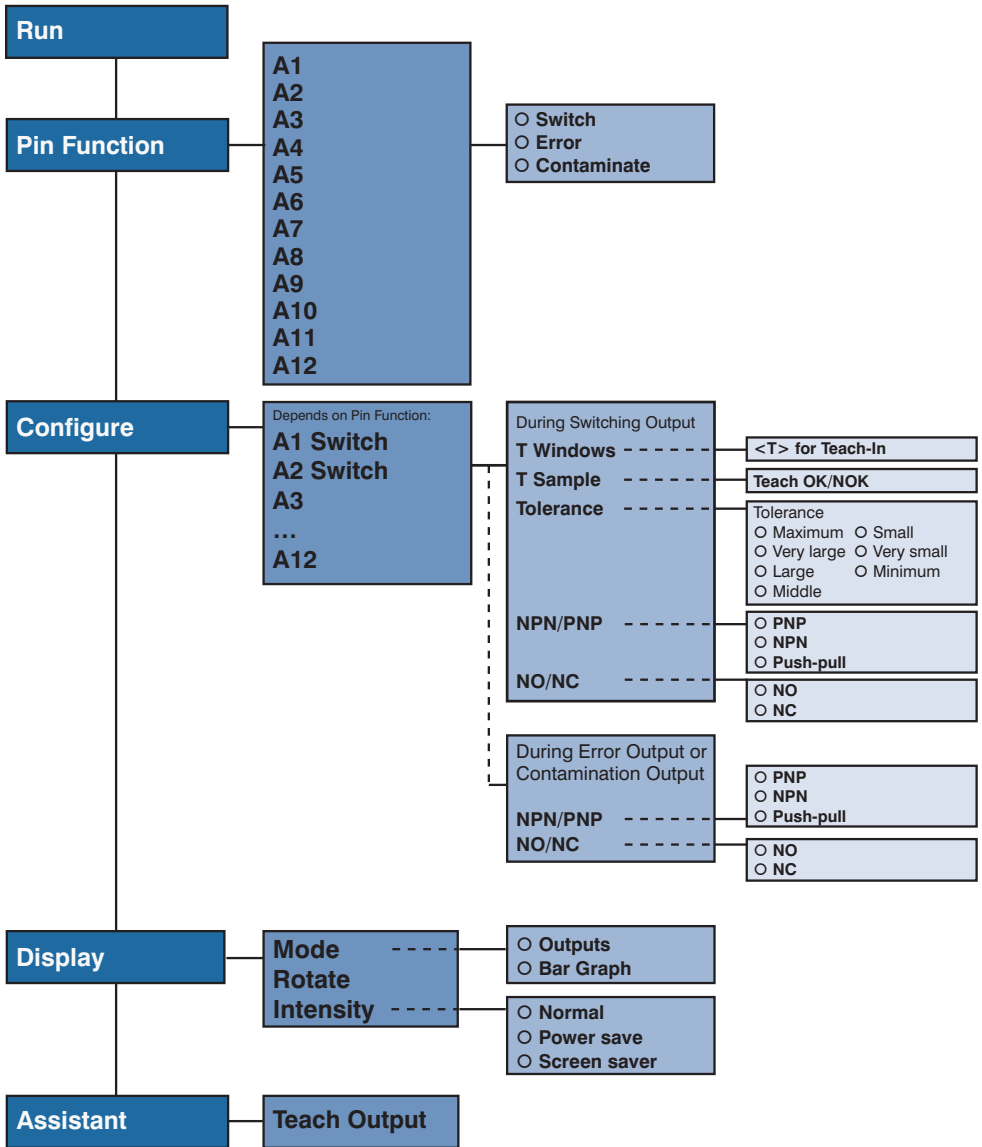 Run
Pin Function
A1
A2
A3
A4
A5
A6
A7
A8
A9
A10
A11
A12
O Switch
O Error
O Contaminate
Configure
Depends on Pin Function:
A1 Switch
A2 Switch
A3
...
A12
During Switching Output
T Windows
<T> for Teach-In
T Sample
Teach OK/NOK
Tolerance
Tolerance
O Maximum O Small
O Very large O Very small
O Large O Minimum
O Middle
NPN/PNP
O PNP
O NPN
O Push-pull
NO/NC
O NO
O NC
During Error Output or
Contamination Output
NPN/PNP
O PNP
O NPN
O Push-pull
NO/NC
O NO
O NC
Display
Mode
Rotate
Intensity
O Outputs
O Bar Graph
O Normal
O Power save
O Screen saver
Assistant
Teach Output